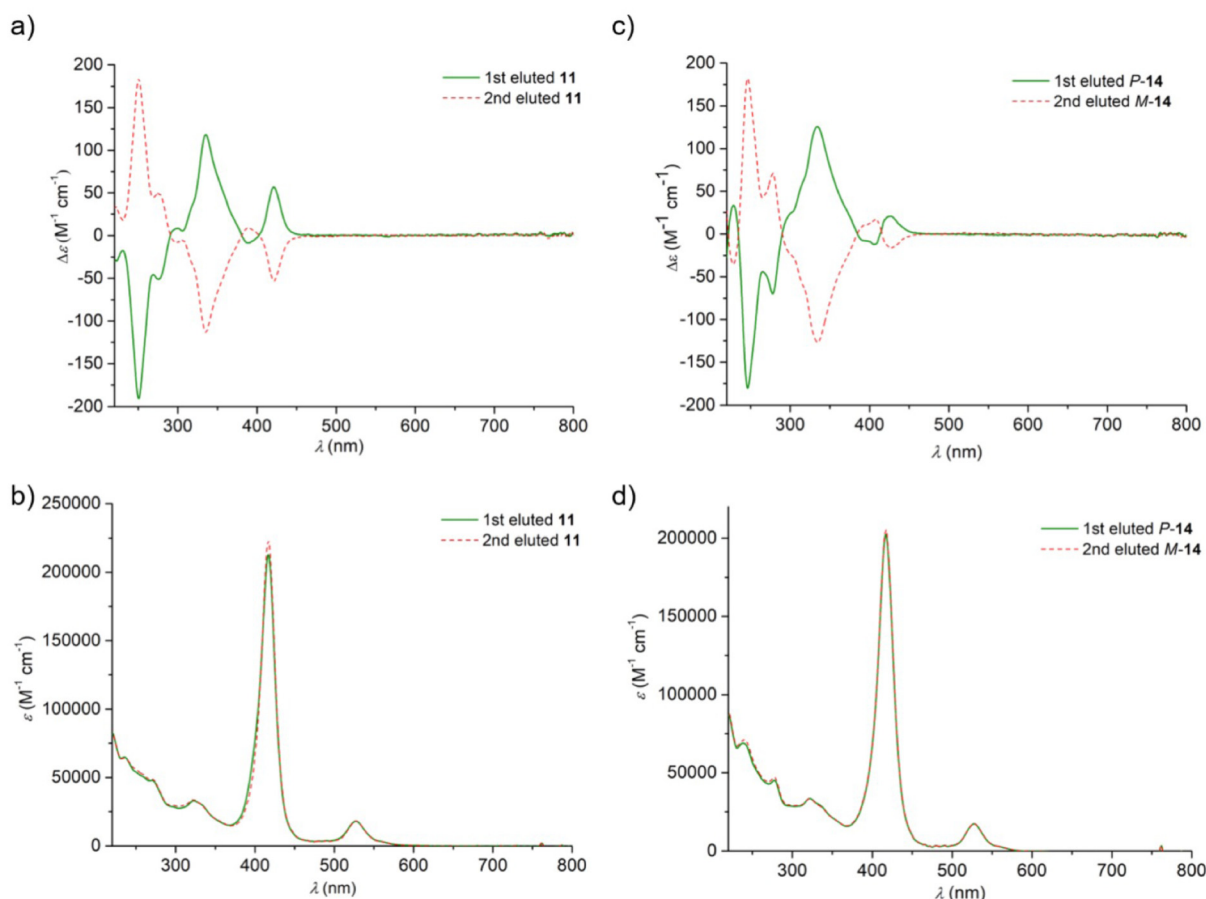 a)
200
150
100
50
0
-50
-100
-150
-200
Δε (M⁻¹ cm⁻¹)
1st eluted 11
2nd eluted 11
300 400 500 600 700 800
λ (nm)
c)
200
150
100
50
0
-50
-100
-150
-200
Δε (M⁻¹ cm⁻¹)
1st eluted P-14
2nd eluted M-14
300 400 500 600 700 800
λ (nm)
b)
250000
200000
150000
100000
50000
0
ε (M⁻¹ cm⁻¹)
1st eluted 11
2nd eluted 11
300 400 500 600 700 800
λ (nm)
d)
200000
150000
100000
50000
0
ε (M⁻¹ cm⁻¹)
1st eluted P-14
2nd eluted M-14
300 400 500 600 700 800
λ (nm)